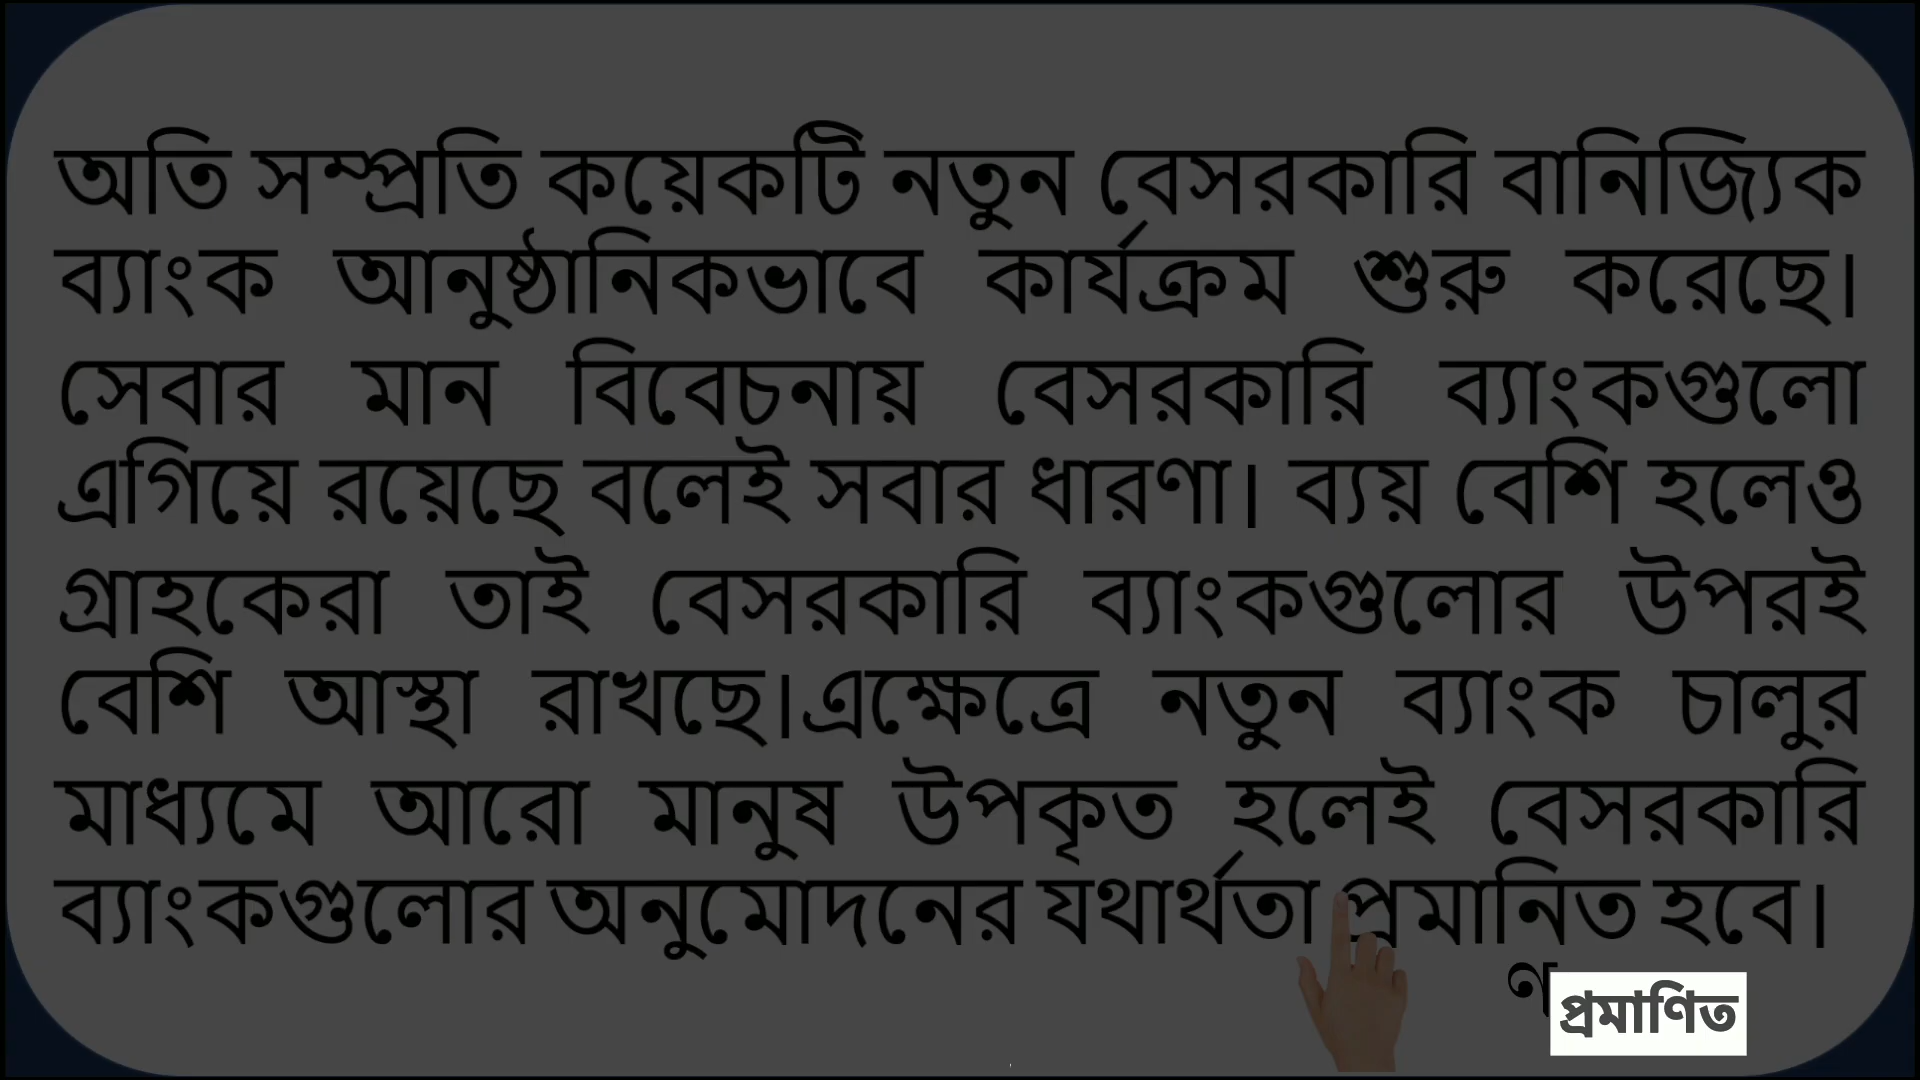 অতি সম্প্রতি কয়েকটি নতুন বেসরকারি বানিজ্যিক
ব্যাংক আনুষ্ঠানিকভাবে কার্যক্রম শুরু করেছে।
সেবার মান বিবেচনায় বেসরকারি ব্যাংকগুলো
এগিয়ে রয়েছে বলেই সবার ধারণা। ব্যয় বেশি হলেও
গ্রাহকেরা তাই বেসরকারি ব্যাংকগুলোর উপরই
বেশি আস্থা রাখছে।এক্ষেত্রে নতুন ব্যাংক চালুর
মাধ্যমে আরো মানুষ উপকৃত হলেই বেসরকারি
ব্যাংকগুলোর অনুমোদনের যথার্থতা প্রমানিত হবে।
ণ
প্রমাণিত